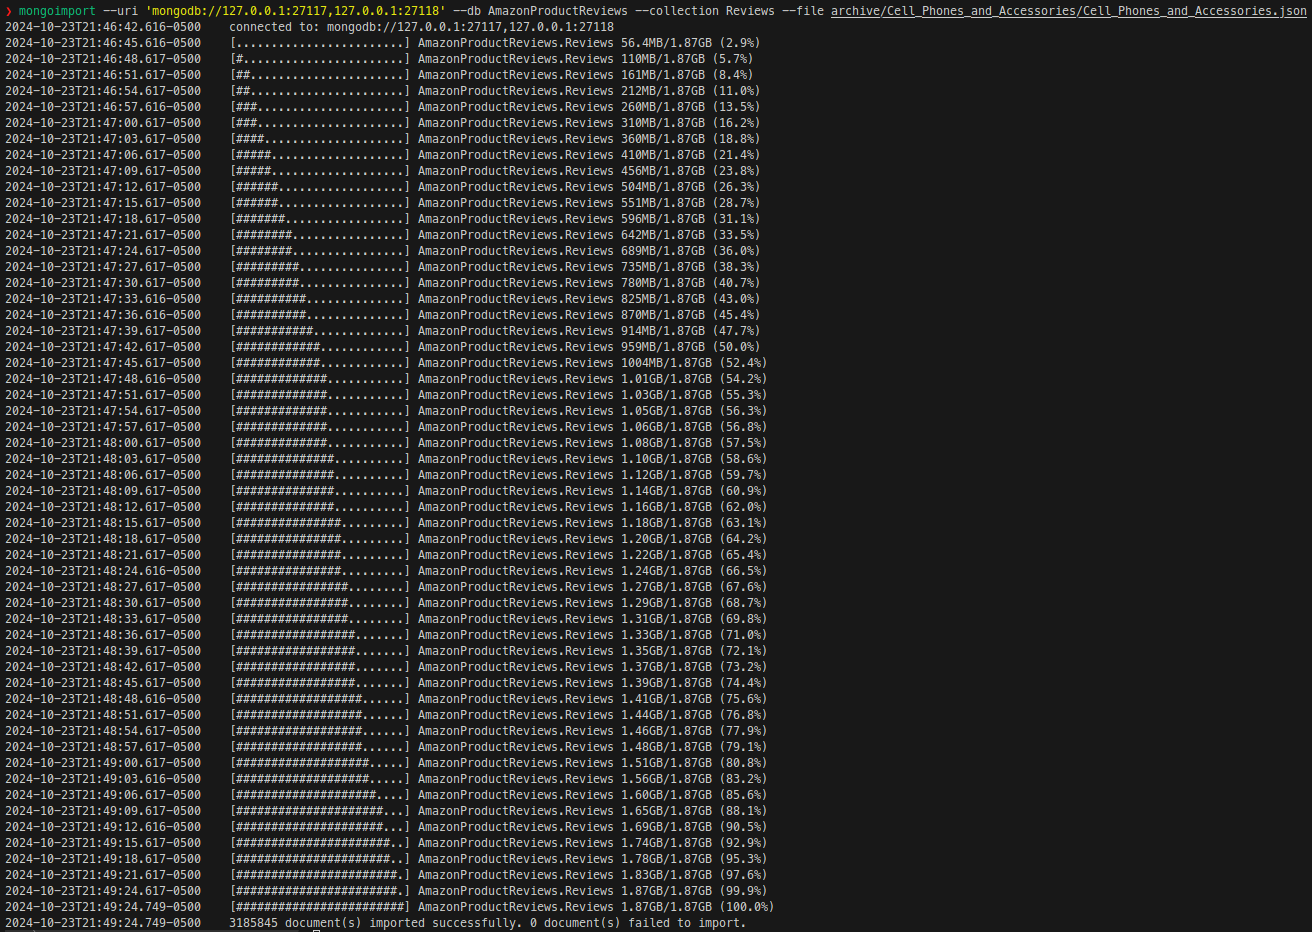 ❯ mongoimport --uri 'mongodb://127.0.0.1:27117,127.0.0.1:27118' --db AmazonProductReviews --collection Reviews --file archive/Cell_Phones_and_Accessories/Cell_Phones_and_Accessories.json
2024-10-23T21:46:42.616-0500    connected to: mongodb://127.0.0.1:27117,127.0.0.1:27118
2024-10-23T21:46:45.616-0500    [........................] AmazonProductReviews.Reviews 56.4MB/1.87GB (2.9%)
2024-10-23T21:46:48.617-0500    [#.......................] AmazonProductReviews.Reviews 110MB/1.87GB (5.7%)
2024-10-23T21:46:51.617-0500    [##......................] AmazonProductReviews.Reviews 161MB/1.87GB (8.4%)
2024-10-23T21:46:54.617-0500    [##......................] AmazonProductReviews.Reviews 212MB/1.87GB (11.0%)
2024-10-23T21:46:57.616-0500    [###.....................] AmazonProductReviews.Reviews 260MB/1.87GB (13.5%)
2024-10-23T21:47:00.617-0500    [###.....................] AmazonProductReviews.Reviews 310MB/1.87GB (16.2%)
2024-10-23T21:47:03.617-0500    [####....................] AmazonProductReviews.Reviews 360MB/1.87GB (18.8%)
2024-10-23T21:47:06.617-0500    [#####...................] AmazonProductReviews.Reviews 410MB/1.87GB (21.4%)
2024-10-23T21:47:09.617-0500    [#####...................] AmazonProductReviews.Reviews 456MB/1.87GB (23.8%)
2024-10-23T21:47:12.617-0500    [######..................] AmazonProductReviews.Reviews 504MB/1.87GB (26.3%)
2024-10-23T21:47:15.617-0500    [######..................] AmazonProductReviews.Reviews 551MB/1.87GB (28.7%)
2024-10-23T21:47:18.617-0500    [#######.................] AmazonProductReviews.Reviews 596MB/1.87GB (31.1%)
2024-10-23T21:47:21.617-0500    [########................] AmazonProductReviews.Reviews 642MB/1.87GB (33.5%)
2024-10-23T21:47:24.617-0500    [########................] AmazonProductReviews.Reviews 689MB/1.87GB (36.0%)
2024-10-23T21:47:27.617-0500    [#########...............] AmazonProductReviews.Reviews 735MB/1.87GB (38.3%)
2024-10-23T21:47:30.617-0500    [#########...............] AmazonProductReviews.Reviews 780MB/1.87GB (40.7%)
2024-10-23T21:47:33.616-0500    [##########..............] AmazonProductReviews.Reviews 825MB/1.87GB (43.0%)
2024-10-23T21:47:36.616-0500    [##########..............] AmazonProductReviews.Reviews 870MB/1.87GB (45.4%)
2024-10-23T21:47:39.617-0500    [###########.............] AmazonProductReviews.Reviews 914MB/1.87GB (47.7%)
2024-10-23T21:47:42.617-0500    [############............] AmazonProductReviews.Reviews 959MB/1.87GB (50.0%)
2024-10-23T21:47:45.617-0500    [############............] AmazonProductReviews.Reviews 1004MB/1.87GB (52.4%)
2024-10-23T21:47:48.616-0500    [#############...........] AmazonProductReviews.Reviews 1.01GB/1.87GB (54.2%)
2024-10-23T21:47:51.617-0500    [#############...........] AmazonProductReviews.Reviews 1.03GB/1.87GB (55.3%)
2024-10-23T21:47:54.617-0500    [#############...........] AmazonProductReviews.Reviews 1.05GB/1.87GB (56.3%)
2024-10-23T21:47:57.617-0500    [#############...........] AmazonProductReviews.Reviews 1.06GB/1.87GB (56.8%)
2024-10-23T21:48:00.617-0500    [#############...........] AmazonProductReviews.Reviews 1.08GB/1.87GB (57.5%)
2024-10-23T21:48:03.617-0500    [##############..........] AmazonProductReviews.Reviews 1.10GB/1.87GB (58.6%)
2024-10-23T21:48:06.617-0500    [##############..........] AmazonProductReviews.Reviews 1.12GB/1.87GB (59.7%)
2024-10-23T21:48:09.617-0500    [##############..........] AmazonProductReviews.Reviews 1.14GB/1.87GB (60.9%)
2024-10-23T21:48:12.617-0500    [##############..........] AmazonProductReviews.Reviews 1.16GB/1.87GB (62.0%)
2024-10-23T21:48:15.617-0500    [###############.........] AmazonProductReviews.Reviews 1.18GB/1.87GB (63.1%)
2024-10-23T21:48:18.617-0500    [###############.........] AmazonProductReviews.Reviews 1.20GB/1.87GB (64.2%)
2024-10-23T21:48:21.617-0500    [###############.........] AmazonProductReviews.Reviews 1.22GB/1.87GB (65.4%)
2024-10-23T21:48:24.616-0500    [###############.........] AmazonProductReviews.Reviews 1.24GB/1.87GB (66.5%)
2024-10-23T21:48:27.617-0500    [################........] AmazonProductReviews.Reviews 1.27GB/1.87GB (67.6%)
2024-10-23T21:48:30.617-0500    [################........] AmazonProductReviews.Reviews 1.29GB/1.87GB (68.7%)
2024-10-23T21:48:33.617-0500    [################........] AmazonProductReviews.Reviews 1.31GB/1.87GB (69.8%)
2024-10-23T21:48:36.617-0500    [#################.......] AmazonProductReviews.Reviews 1.33GB/1.87GB (71.0%)
2024-10-23T21:48:39.617-0500    [#################.......] AmazonProductReviews.Reviews 1.35GB/1.87GB (72.1%)
2024-10-23T21:48:42.617-0500    [#################.......] AmazonProductReviews.Reviews 1.37GB/1.87GB (73.2%)
2024-10-23T21:48:45.617-0500    [#################.......] AmazonProductReviews.Reviews 1.39GB/1.87GB (74.4%)
2024-10-23T21:48:48.616-0500    [##################......] AmazonProductReviews.Reviews 1.41GB/1.87GB (75.6%)
2024-10-23T21:48:51.617-0500    [##################......] AmazonProductReviews.Reviews 1.44GB/1.87GB (76.8%)
2024-10-23T21:48:54.617-0500    [##################......] AmazonProductReviews.Reviews 1.46GB/1.87GB (77.9%)
2024-10-23T21:48:57.617-0500    [##################......] AmazonProductReviews.Reviews 1.48GB/1.87GB (79.1%)
2024-10-23T21:49:00.617-0500    [###################.....] AmazonProductReviews.Reviews 1.51GB/1.87GB (80.8%)
2024-10-23T21:49:03.616-0500    [###################.....] AmazonProductReviews.Reviews 1.56GB/1.87GB (83.2%)
2024-10-23T21:49:06.617-0500    [####################....] AmazonProductReviews.Reviews 1.60GB/1.87GB (85.6%)
2024-10-23T21:49:09.617-0500    [#####################...] AmazonProductReviews.Reviews 1.65GB/1.87GB (88.1%)
2024-10-23T21:49:12.616-0500    [#####################...] AmazonProductReviews.Reviews 1.69GB/1.87GB (90.5%)
2024-10-23T21:49:15.617-0500    [######################..] AmazonProductReviews.Reviews 1.74GB/1.87GB (92.9%)
2024-10-23T21:49:18.617-0500    [######################..] AmazonProductReviews.Reviews 1.78GB/1.87GB (95.3%)
2024-10-23T21:49:21.617-0500    [#######################.] AmazonProductReviews.Reviews 1.83GB/1.87GB (97.6%)
2024-10-23T21:49:24.617-0500    [#######################.] AmazonProductReviews.Reviews 1.87GB/1.87GB (99.9%)
2024-10-23T21:49:24.749-0500    [########################] AmazonProductReviews.Reviews 1.87GB/1.87GB (100.0%)
2024-10-23T21:49:24.749-0500    3185845 document(s) imported successfully. 0 document(s) failed to import.